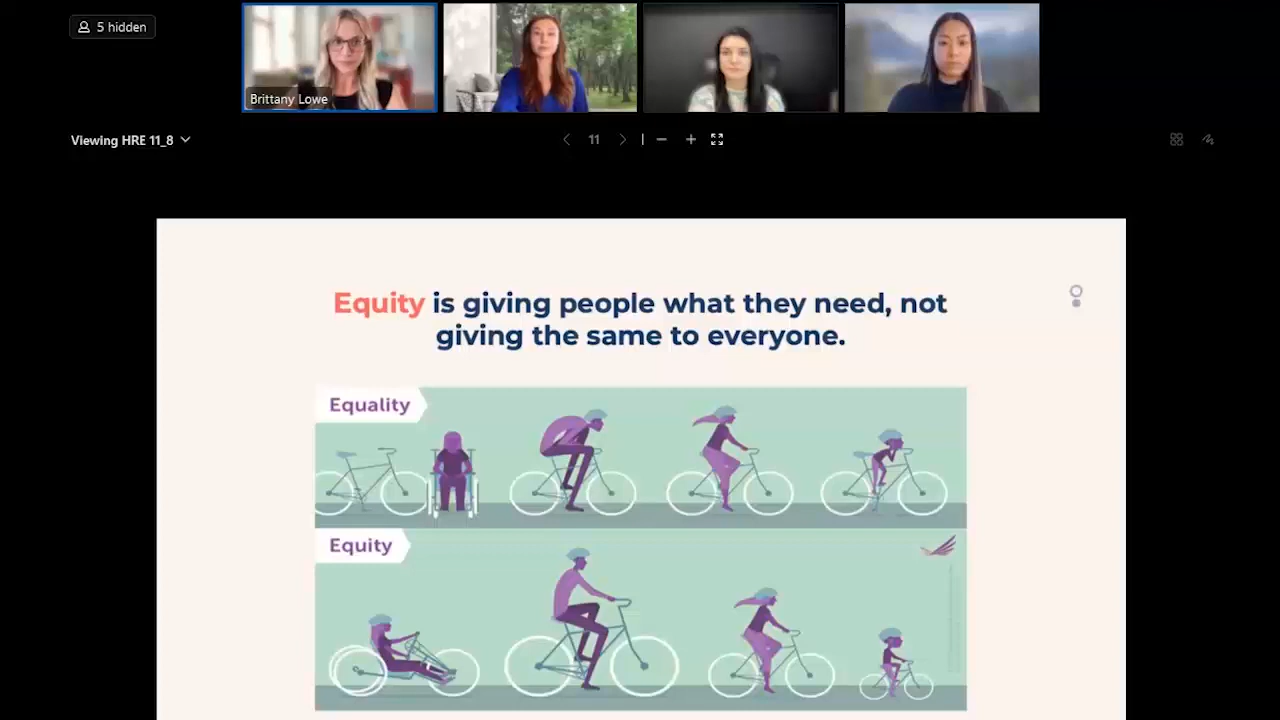 5 hidden
Brittany Lowe
Viewing HRE 11_8
11
Equity is giving people what they need, not
giving the same to everyone.
Equality
Equity